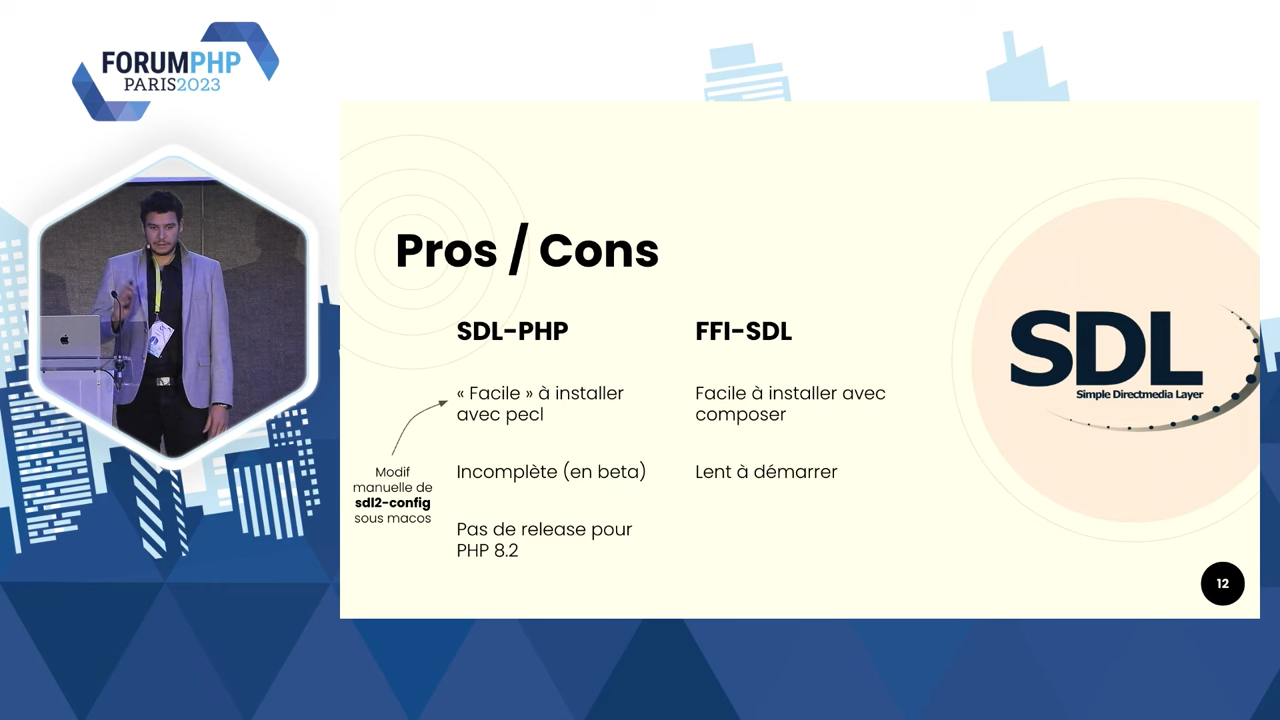 FORUMPHP
PARIS2023
Pros / Cons
SDL-PHP
« Facile » à installer
avec pecl
Modif
manuelle de
sdl2-config
sous macos
Incomplète (en beta)
Pas de release pour
PHP 8.2
FFI-SDL
Facile à installer avec
composer
Lent à démarrer
SDL
Simple Directmedia Layer
12